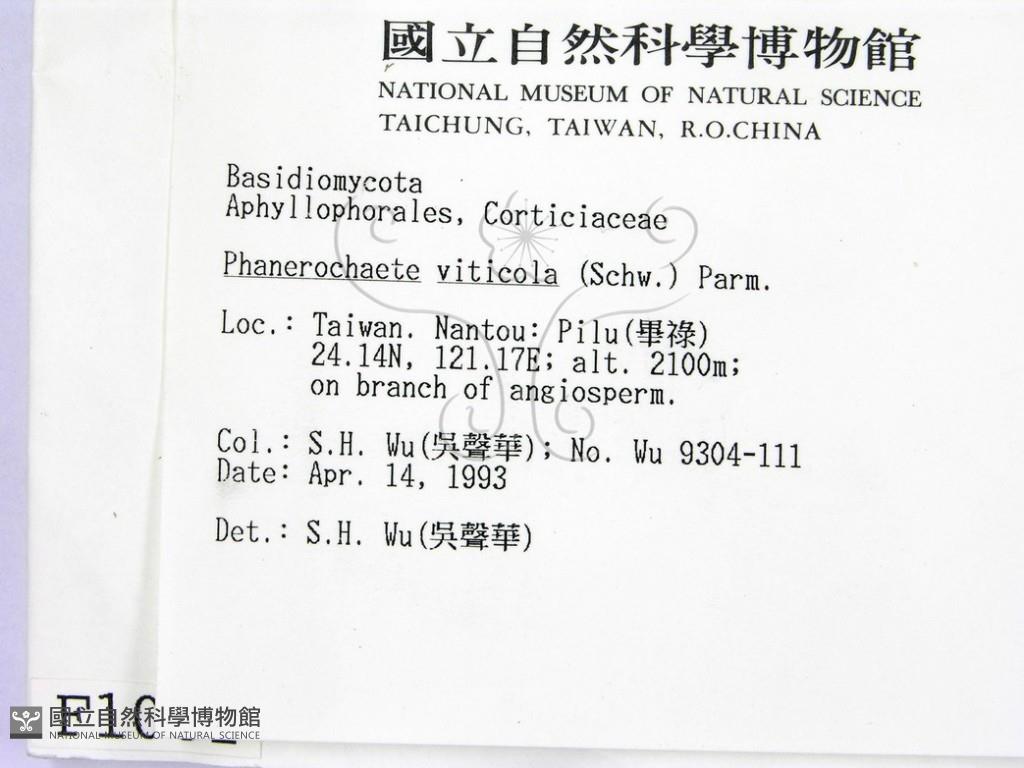 國立自然科學博物館
NATIONAL MUSEUM OF NATURAL SCIENCE
TAICHUNG, TAIWAN, R.O.CHINA
Basidiomycota
Aphyllophorales, Corticiaceae
Phanerochaete viticola (Schw.) Parm.
Loc.: Taiwan. Nantou: Pilu(畢祿)
24.14N, 121.17E; alt. 2100m;
on branch of angiosperm.
Col.: S.H. Wu(吳聲華); No. Wu 9304-111
Date: Apr. 14, 1993
Det.: S.H. Wu(吳聲華)
國立自然科學博物館
NATIONAL MUSEUM OF NATURAL SCIENCE